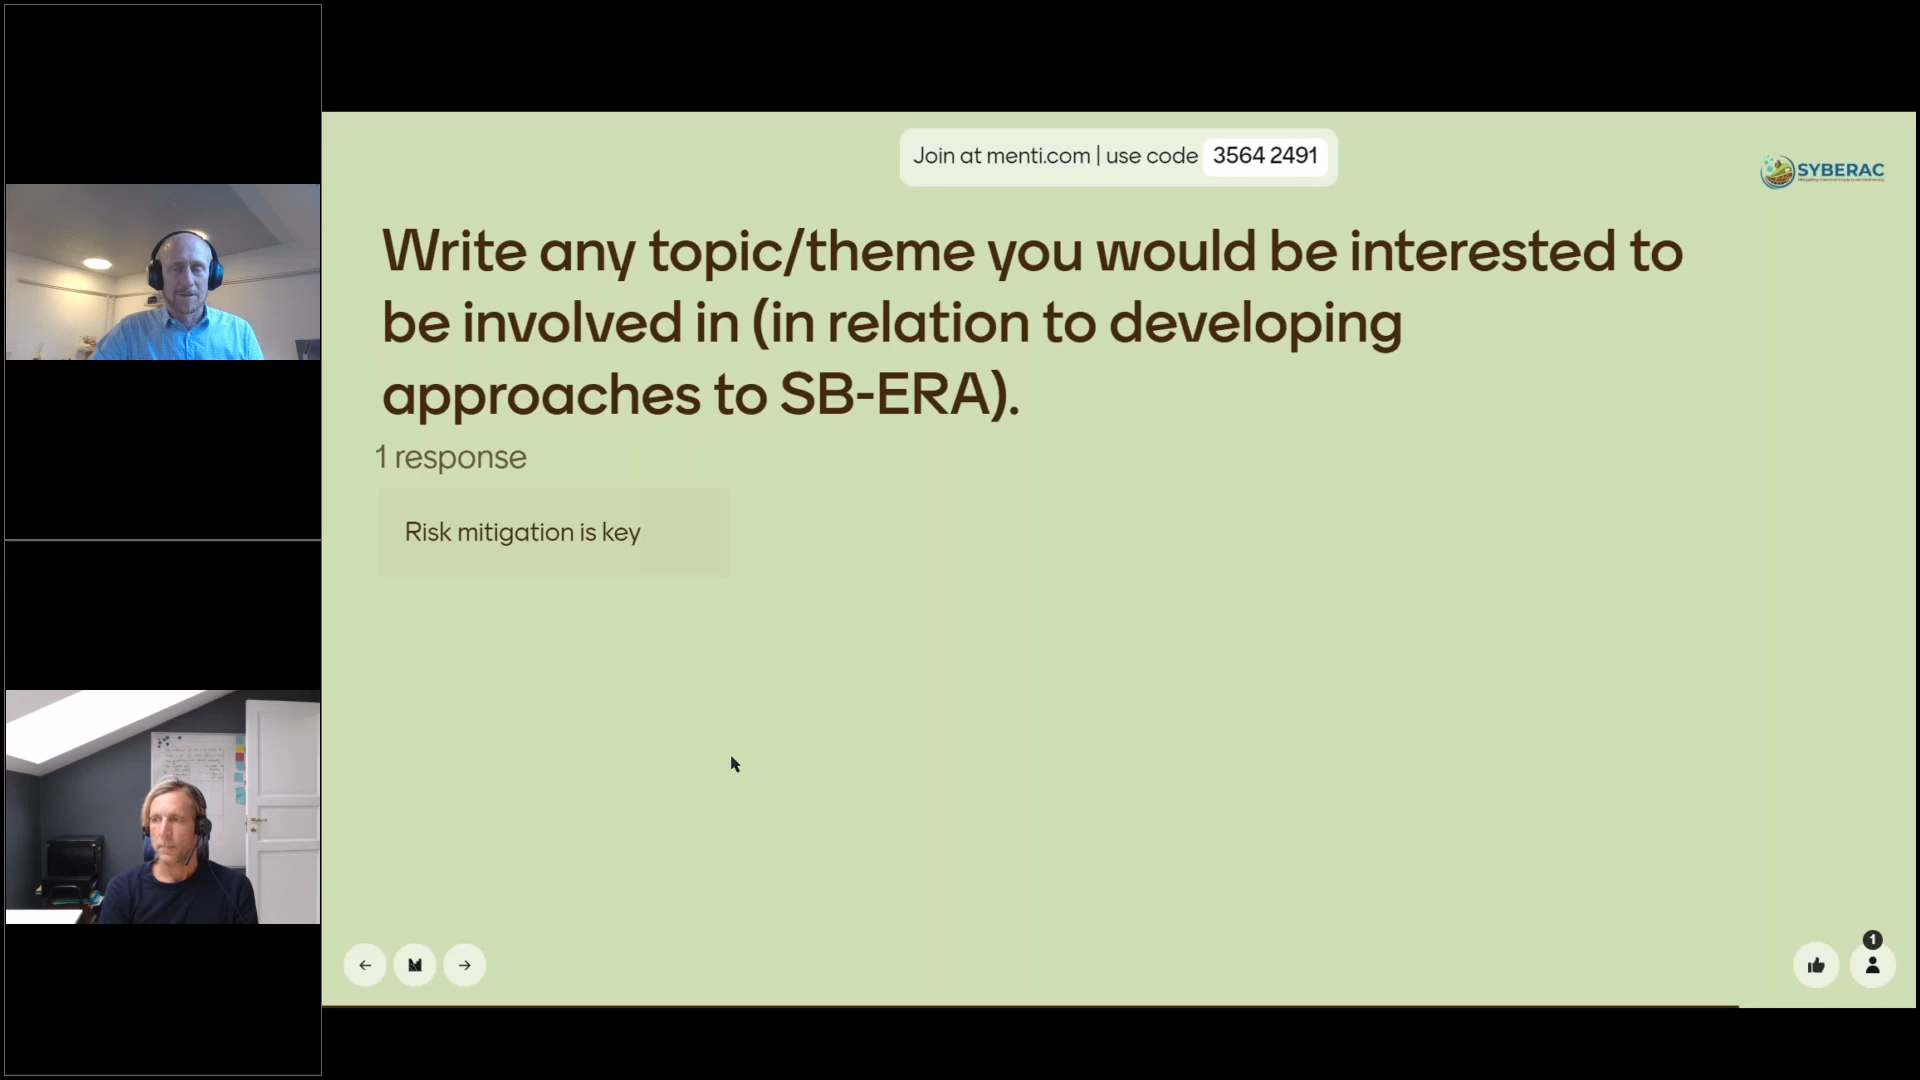 Join at menti.com | use code 3564 2491
SYBERAC
Write any topic/theme you would be interested to
be involved in (in relation to developing
approaches to SB-ERA).
1 response
Risk mitigation is key
1